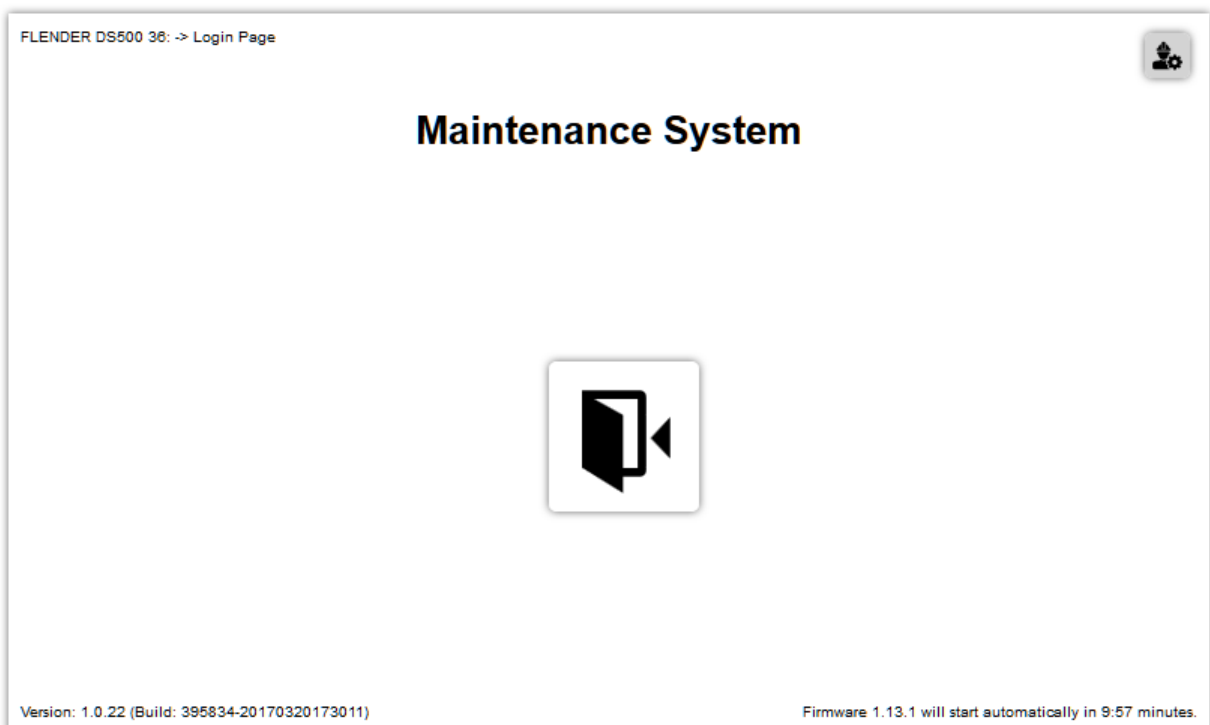 FLENDER DS500 36: -> Login Page
Maintenance System
Version: 1.0.22 (Build: 395834-20170320173011)
Firmware 1.13.1 will start automatically in 9:57 minutes.